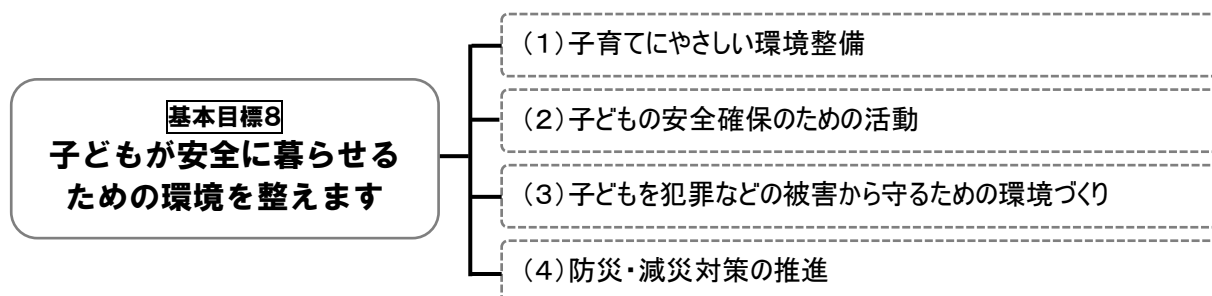 基本目標8
子どもが安全に暮らせる
ための環境を整えます
（1）子育てにやさしい環境整備
（2）子どもの安全確保のための活動
（3）子どもを犯罪などの被害から守るための環境づくり
（4）防災・減災対策の推進